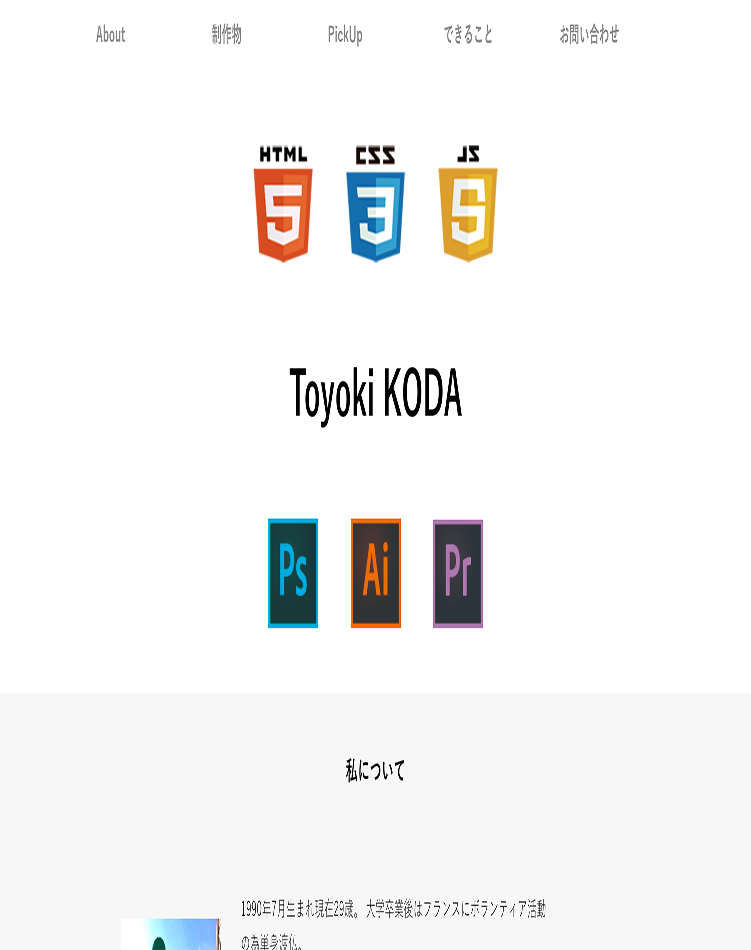 About 制作物 PickUp できること お問い合わせ
HTML CSS JS
5 3 5
Toyoki KODA
Ps Ai Pr
私について
1990年7月生まれ現在29歳。 大学卒業後はフランスにボランティア活動
の為単身渡仏。